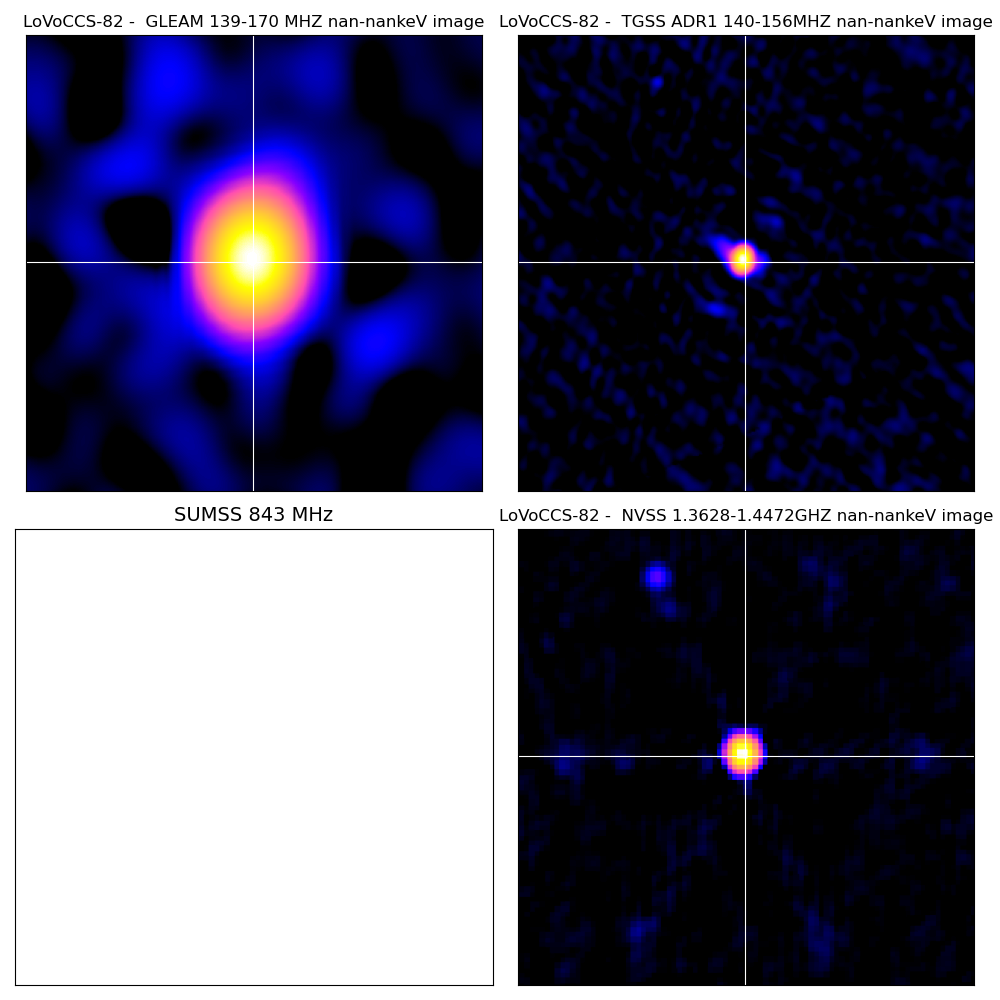 LoVoCCS-82 -  GLEAM 139-170 MHZ nan-nankeV image
LoVoCCS-82 -  TGSS ADR1 140-156MHZ nan-nankeV image
SUMSS 843 MHz
LoVoCCS-82 -  NVSS 1.3628-1.4472GHZ nan-nankeV image